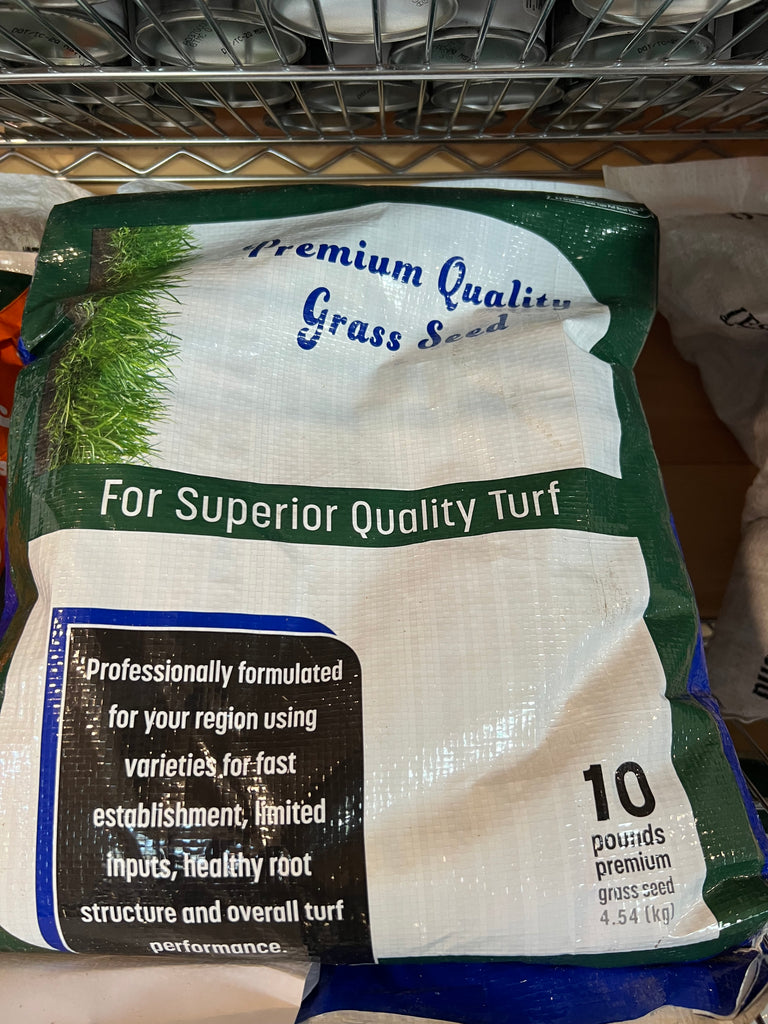 Premium Quality
Grass Seed
For Superior Quality Turf
Professionally formulated
for your region using
varieties for fast
establishment, limited
inputs, healthy root
structure and overall turf
performance.
10
pounds
premium
grass seed
4.54 (kg)